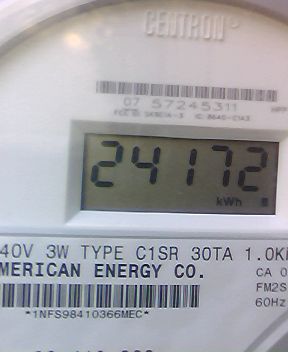 CENTRON®
07 57245311
24172
kWh
40V 3W TYPE C1SR 30TA 1.0K
MERICAN ENERGY CO.
CA 0
FM2S
60Hz
*1NFS98410366MEC*